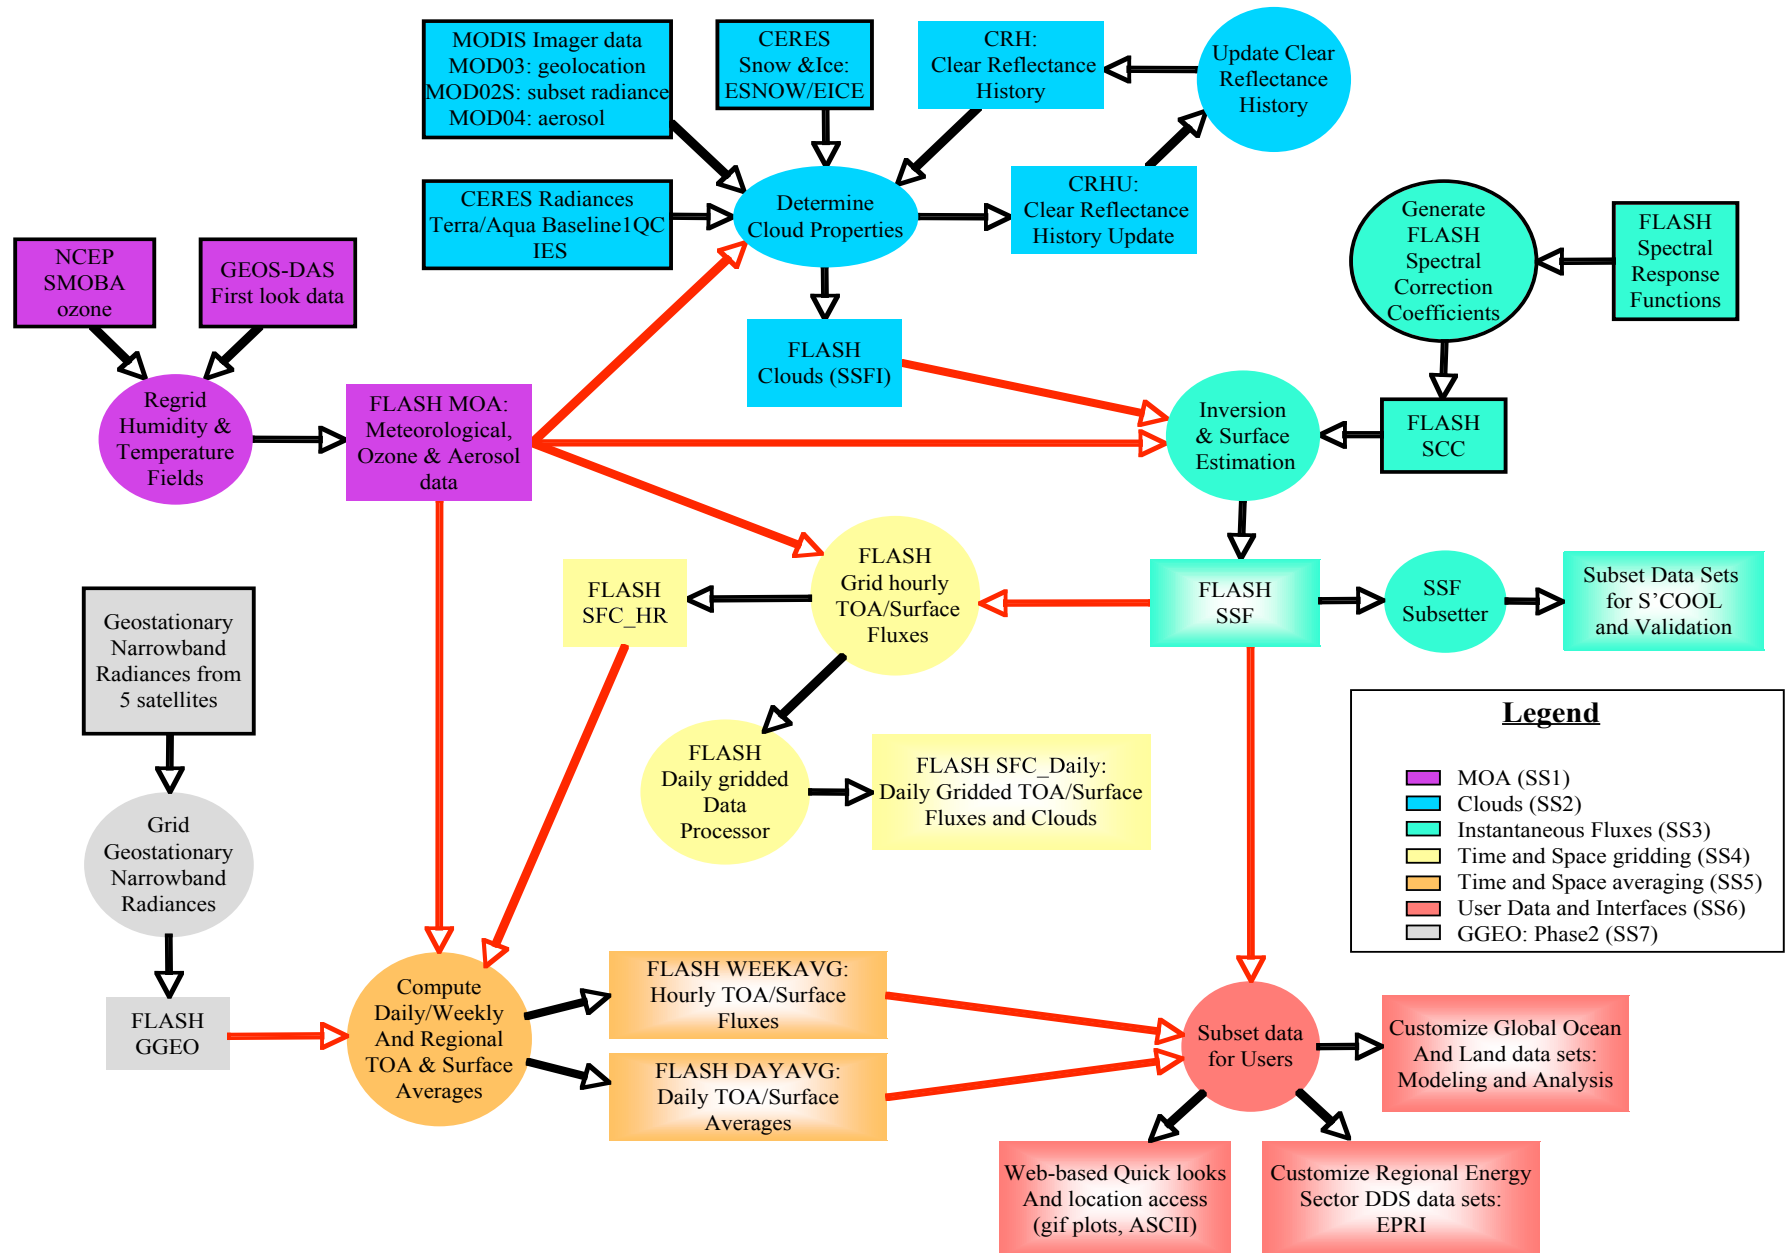 MODIS Imager data
MOD03: geolocation
MOD02S: subset radiance
MOD04: aerosol
CERES
Snow &Ice:
ESNOW/EICE
CRH:
Clear Reflectance
History
Update Clear
Reflectance
History
CERES Radiances
Terra/Aqua Baseline1QC
IES
Determine
Cloud Properties
CRHU:
Clear Reflectance
History Update
Generate
FLASH
Spectral
Correction
Coefficients
FLASH
Spectral
Response
Functions
NCEP
SMOBA
ozone
GEOS-DAS
First look data
FLASH
Clouds (SSFI)
Regrid
Humidity &
Temperature
Fields
FLASH MOA:
Meteorological,
Ozone & Aerosol
data
Inversion
& Surface
Estimation
FLASH
SCC
FLASH
SFC_HR
FLASH
Grid hourly
TOA/Surface
Fluxes
FLASH
SSF
SSF
Subsetter
Subset Data Sets
for S’COOL
and Validation
Geostationary
Narrowband
Radiances from
5 satellites
FLASH
Daily gridded
Data
Processor
FLASH SFC_Daily:
Daily Gridded TOA/Surface
Fluxes and Clouds
Legend
MOA (SS1)
Clouds (SS2)
Instantaneous Fluxes (SS3)
Time and Space gridding (SS4)
Time and Space averaging (SS5)
User Data and Interfaces (SS6)
GGEO: Phase2 (SS7)
Grid
Geostationary
Narrowband
Radiances
FLASH
GGEO
Compute
Daily/Weekly
And Regional
TOA & Surface
Averages
FLASH WEEKAVG:
Hourly TOA/Surface
Fluxes
FLASH DAYAVG:
Daily TOA/Surface
Averages
Subset data
for Users
Customize Global Ocean
And Land data sets:
Modeling and Analysis
Web-based Quick looks
And location access
(gif plots, ASCII)
Customize Regional Energy
Sector DDS data sets:
EPRI